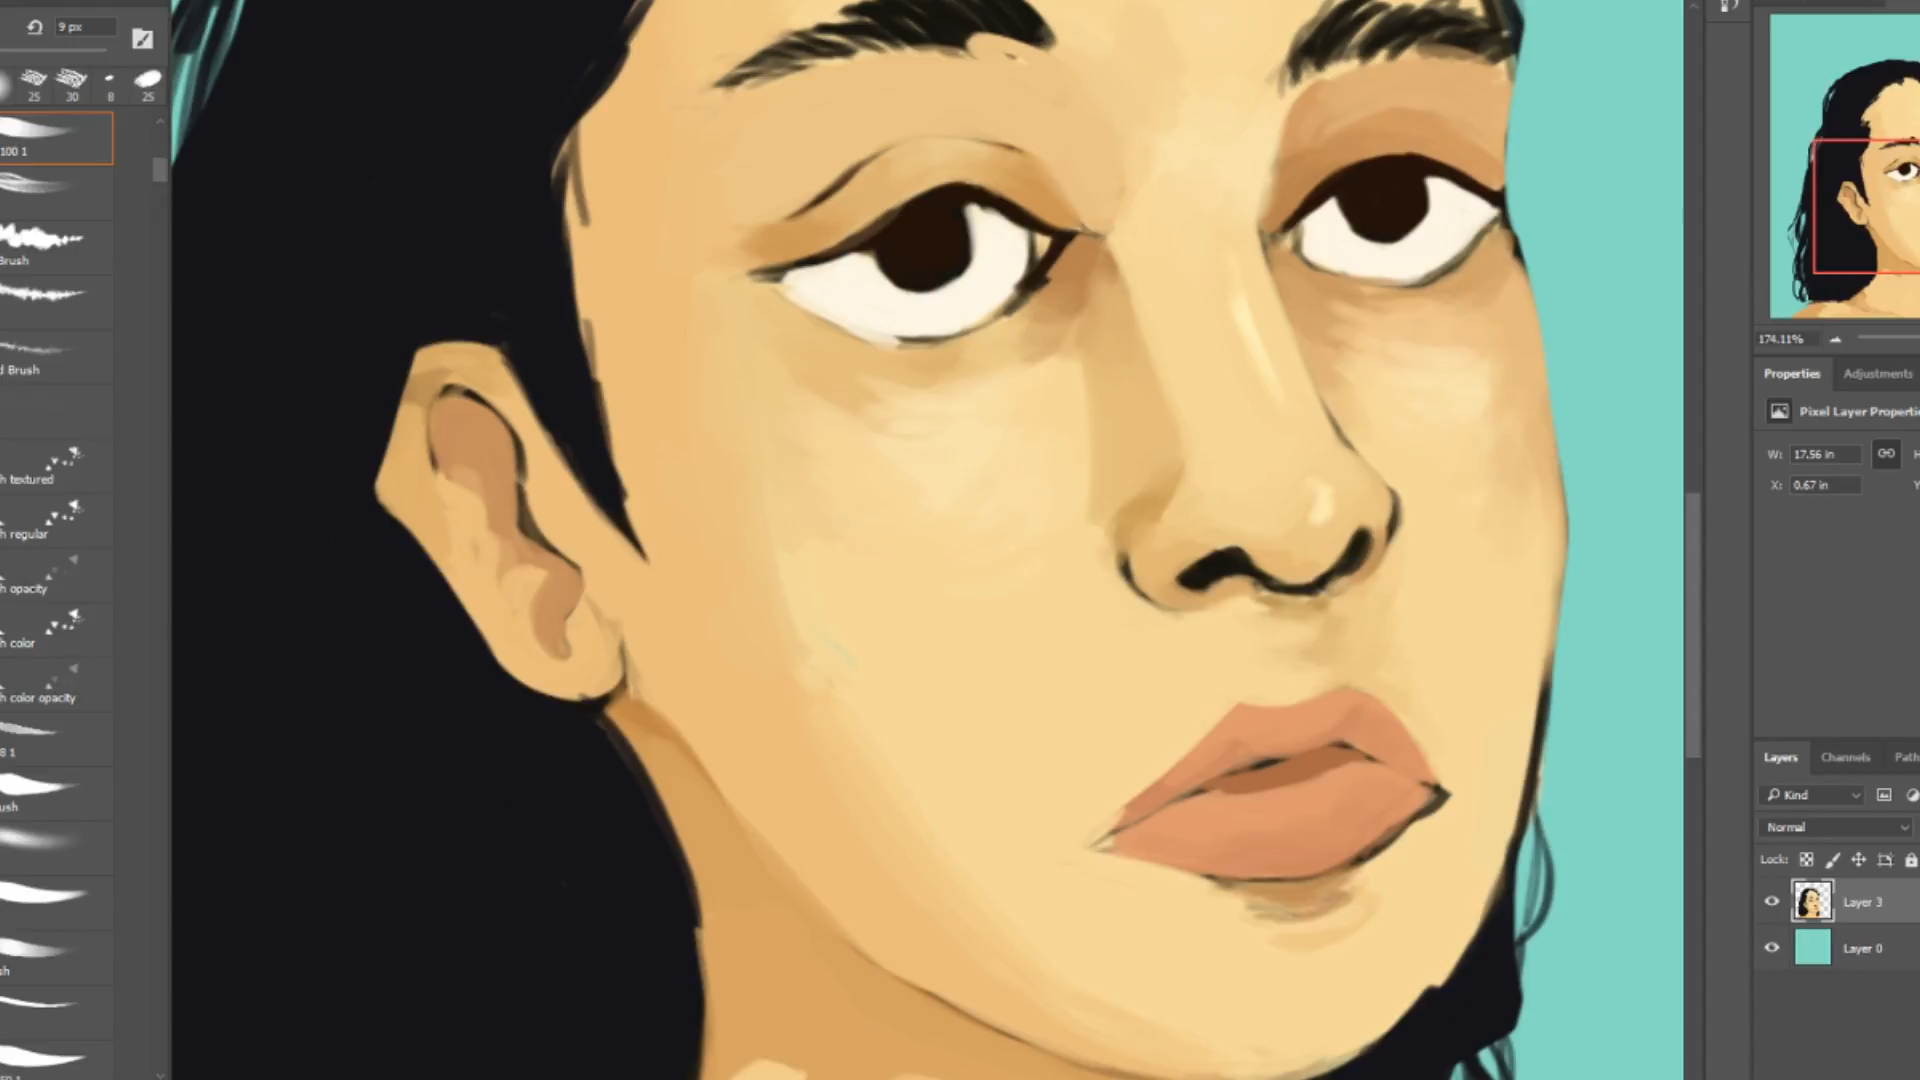 9 px
25 30 8 25
100 1
Brush
d Brush
h textured
h regular
h opacity
h color
h color opacity
8 1
ush
sh
174.11%
Properties Adjustments
Pixel Layer Properti
W: 17.56 in H
X: 0.67 in Y
Layers Channels Path
Kind
Normal
Lock:
Layer 3
Layer 0